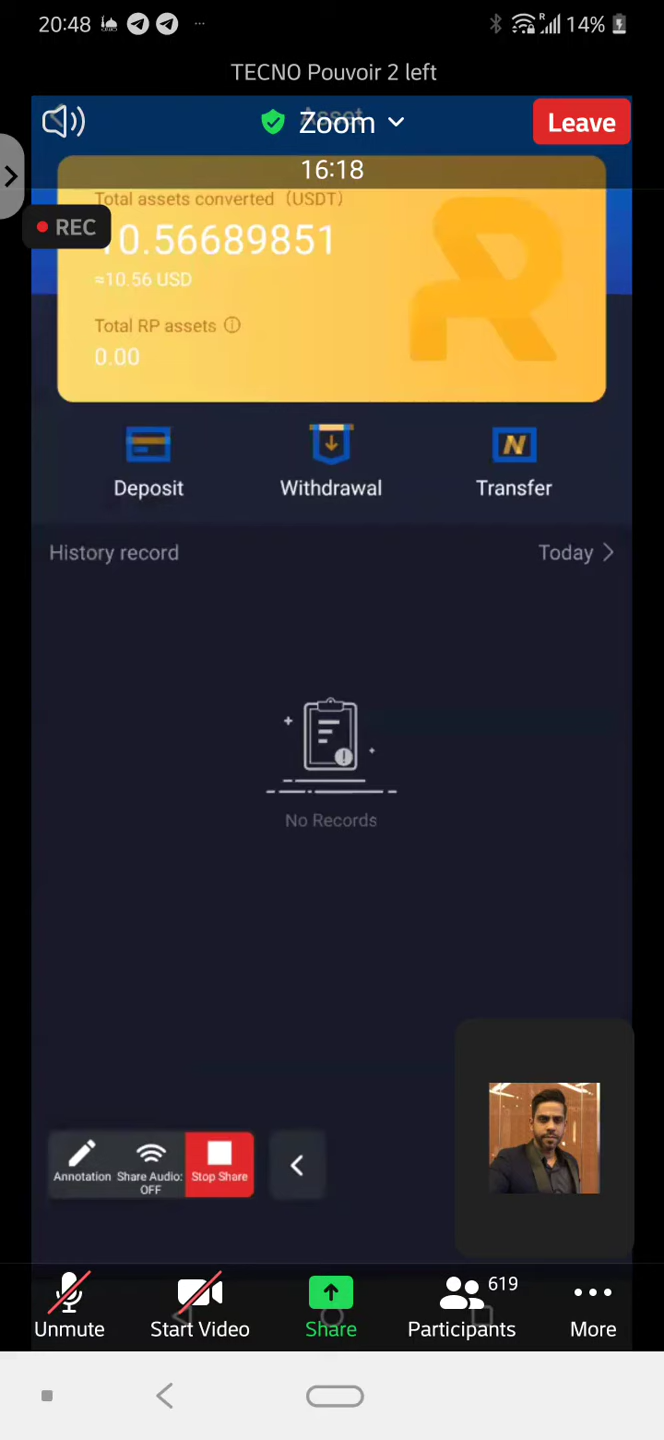 20:48
R
14%
TECNO Pouvoir 2 left
Zoom
Leave
16:18
Total assets converted（USDT）
REC
10.56689851
≈10.56 USD
Total RP assets
0.00
Deposit
Withdrawal
Transfer
History record
Today
No Records
Annotation
Share Audio: OFF
Stop Share
619
Unmute
Start Video
Share
Participants
More